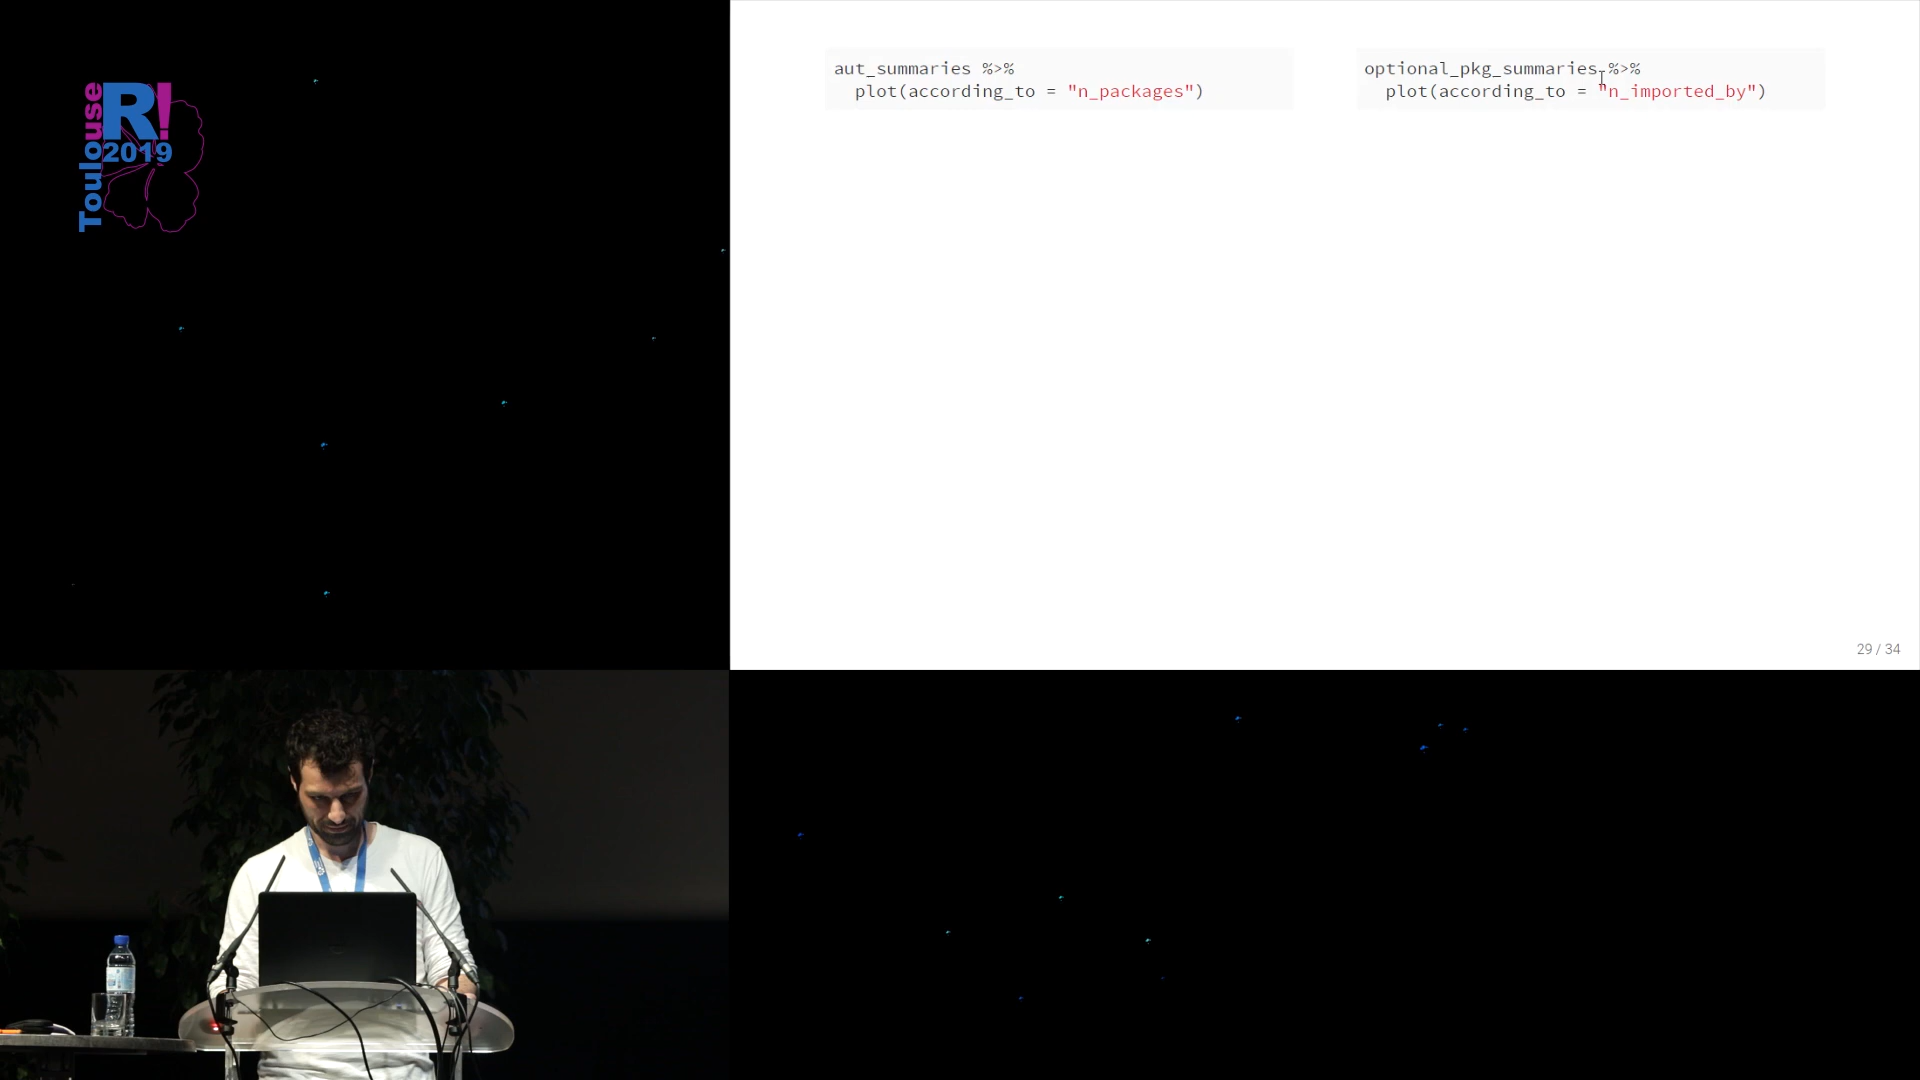 Toulouse
R!
2019
aut_summaries %>%
plot(according_to = "n_packages")
optional_pkg_summaries %>%
plot(according_to = "n_imported_by")
29 / 34